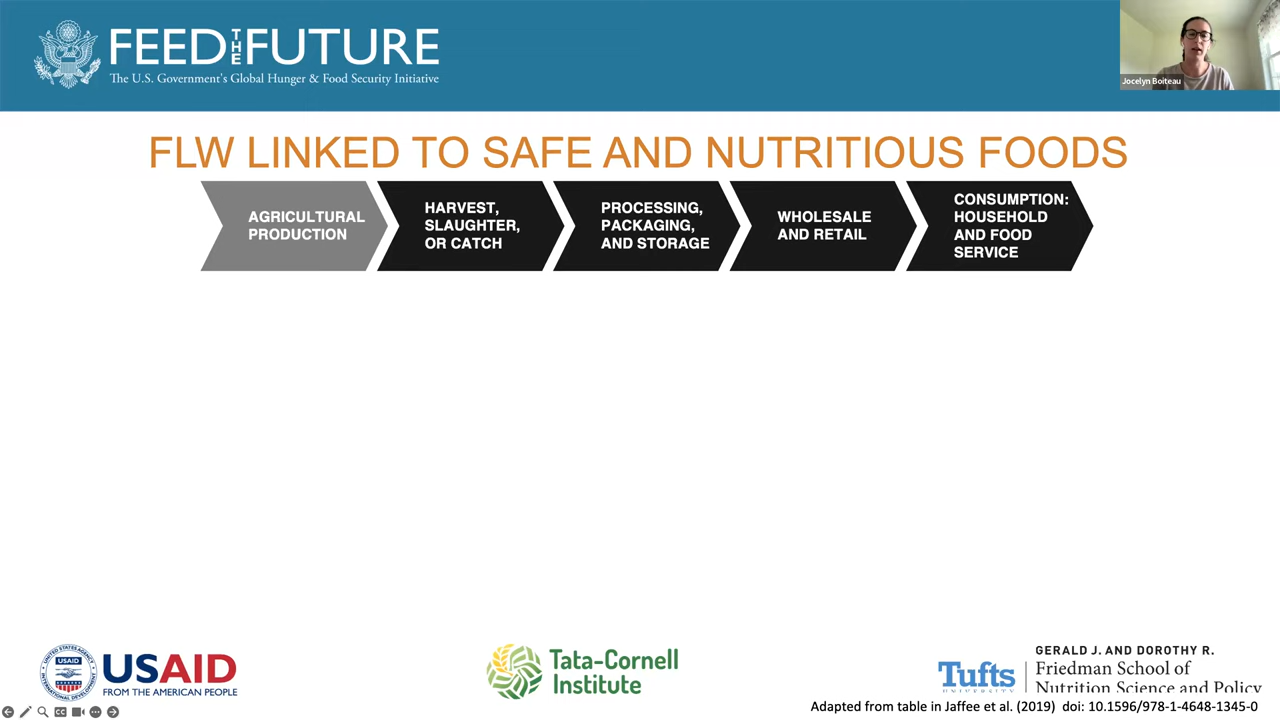 FEED THE FUTURE
The U.S. Government's Global Hunger & Food Security Initiative
Jocelyn Boiteau
FLW LINKED TO SAFE AND NUTRITIOUS FOODS
AGRICULTURAL
PRODUCTION
HARVEST,
SLAUGHTER,
OR CATCH
PROCESSING,
PACKAGING,
AND STORAGE
WHOLESALE
AND RETAIL
CONSUMPTION:
HOUSEHOLD
AND FOOD
SERVICE
USAID
USAID
FROM THE AMERICAN PEOPLE
Tata-Cornell
Institute
Tufts
UNIVERSITY
GERALD J. AND DOROTHY R.
Friedman School of
Nutrition Science and Policy
Adapted from table in Jaffee et al. (2019) doi: 10.1596/978-1-4648-1345-0